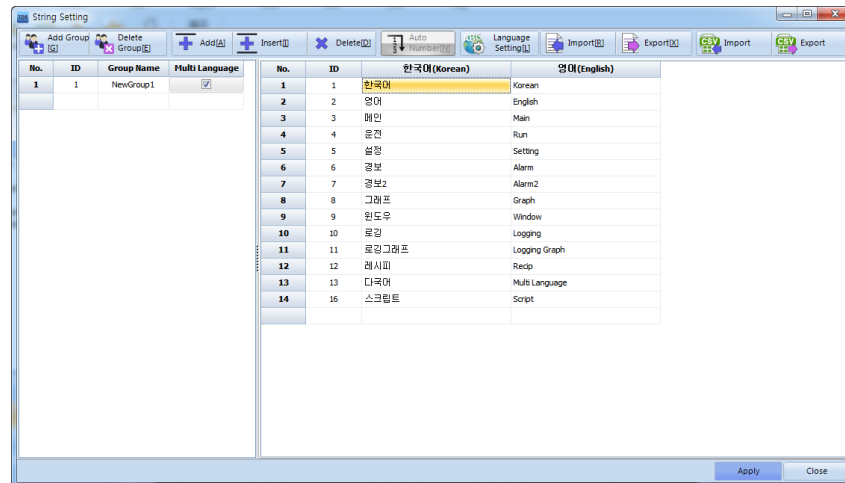 String Setting
Add Group[G] Delete Group[E] Add[A] Insert[I] Delete[D] Auto Number[N] Language Setting[L] Import[R] Export[X] CSV Import CSV Export
No. ID Group Name Multi Language
1 1 NewGroup1
No. ID 한국어(Korean) 영어(English)
1 1 한국어 Korean
2 2 영어 English
3 3 메인 Main
4 4 운전 Run
5 5 설정 Setting
6 6 경보 Alarm
7 7 경보2 Alarm2
8 8 그래프 Graph
9 9 윈도우 Window
10 10 로깅 Logging
11 11 로깅그래프 Logging Graph
12 12 레시피 Recip
13 13 다국어 Multi Language
14 16 스크립트 Script
Apply Close